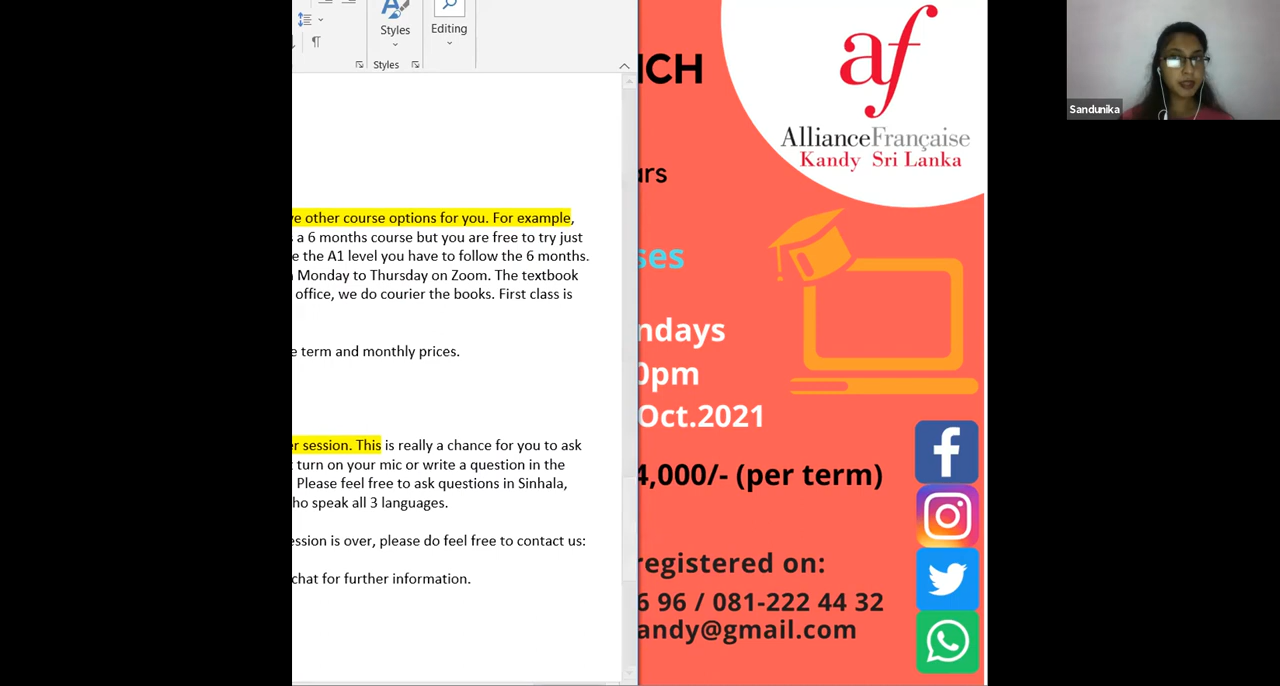 Styles
Editing
Styles
ve other course options for you. For example,
s a 6 months course but you are free to try just
e the A1 level you have to follow the 6 months.
Monday to Thursday on Zoom. The textbook
office, we do courier the books. First class is
e term and monthly prices.
er session. This is really a chance for you to ask
turn on your mic or write a question in the
Please feel free to ask questions in Sinhala,
ho speak all 3 languages.
ession is over, please do feel free to contact us:
chat for further information.
ICH
af
AllianceFrançaise
Kandy Sri Lanka
ars
ses
ndays
0pm
Oct.2021
4,000/- (per term)
registered on:
6 96 / 081-222 44 32
andy@gmail.com
Sandunika